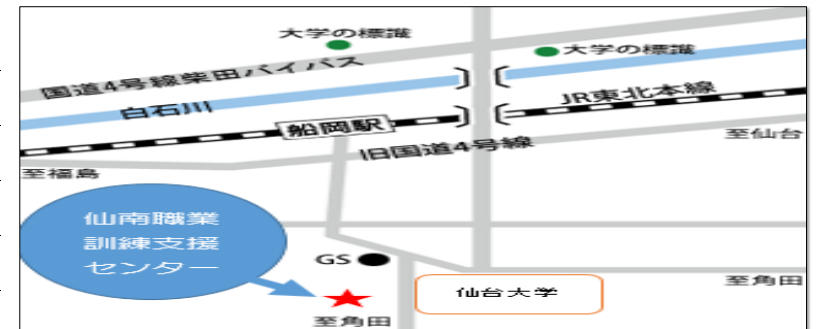 大学の標識
大学の標識
国道4号線柴田バイパス
白石川
JR東北本線
船岡駅
旧国道4号線
至仙台
至福島
仙南職業
訓練支援
センター
GS
仙台大学
至角田
至角田